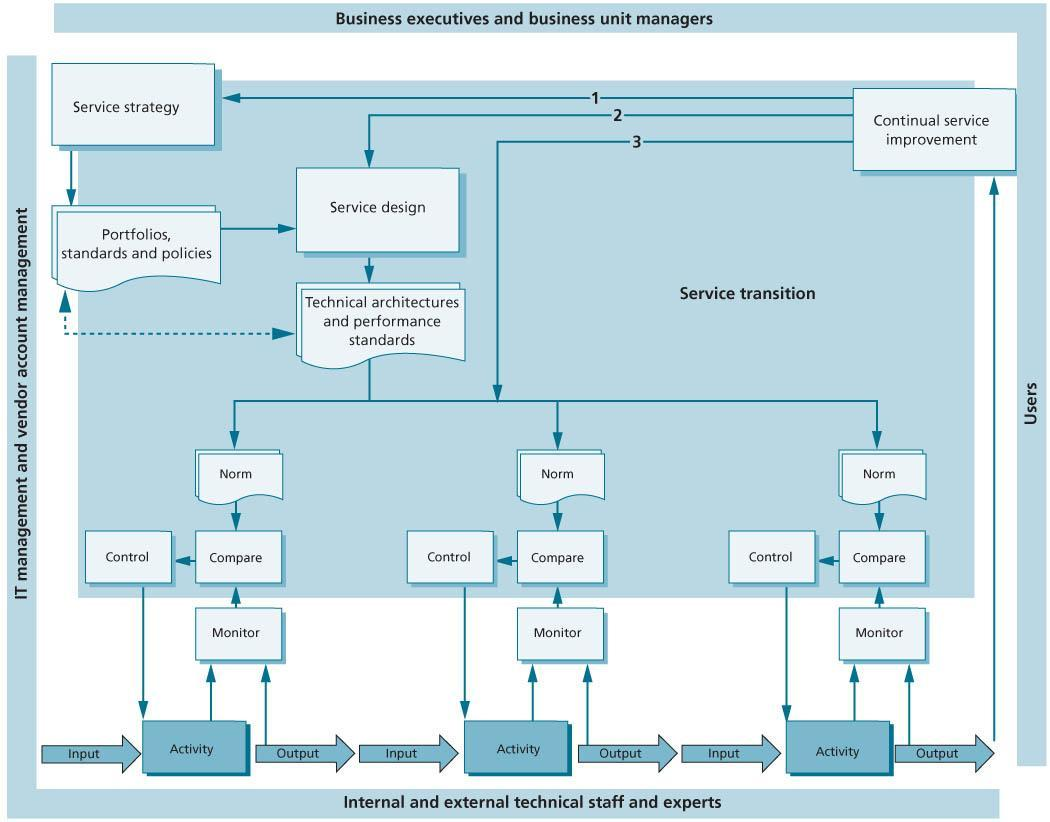 Business executives and business unit managers
Service strategy
1
2
3
Continual service
improvement
Service design
Portfolios,
standards and policies
Technical architectures
and performance
standards
Service transition
IT management and vendor account management
Users
Norm
Norm
Norm
Control
Compare
Control
Compare
Control
Compare
Monitor
Monitor
Monitor
Input
Activity
Output
Input
Activity
Output
Input
Activity
Output
Internal and external technical staff and experts